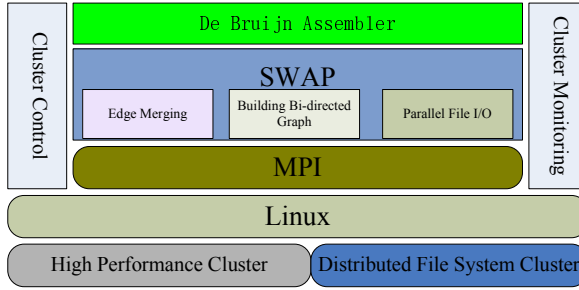 De Bruijn Assembler
Cluster Control
SWAP
Edge Merging
Building Bi-directed
Graph
Parallel File I/O
Cluster Monitoring
MPI
Linux
High Performance Cluster
Distributed File System Cluster